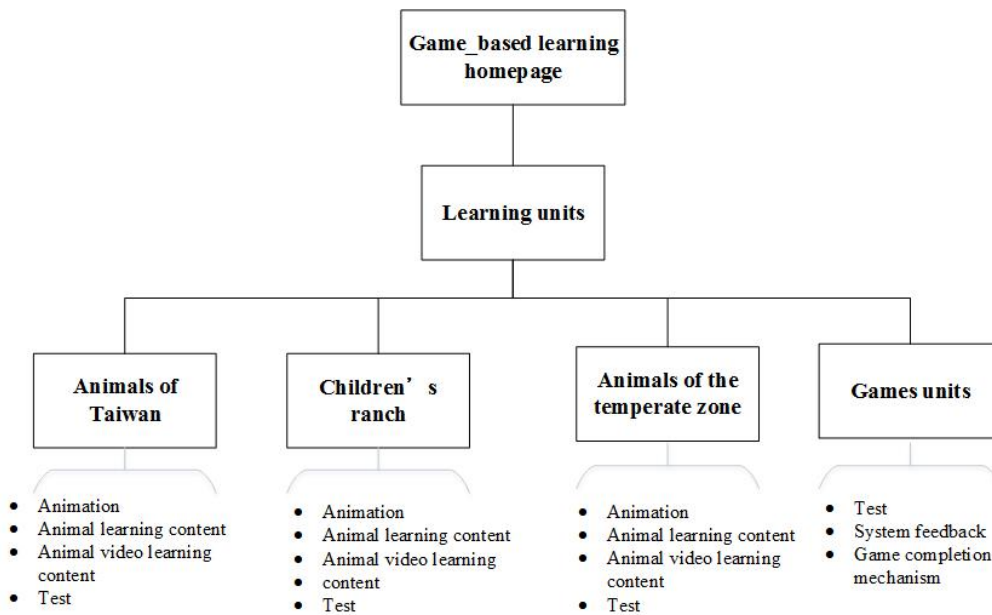 Game_based learning
homepage
Learning units
Animals of
Taiwan
Children’s
ranch
Animals of the
temperate zone
Games units
• Animation
• Animal learning content
• Animal video learning
content
• Test
• Animation
• Animal learning content
• Animal video learning
• content
• Test
• Animation
• Animal learning content
• Animal video learning
content
• Test
• Test
• System feedback
• Game completion
mechanism